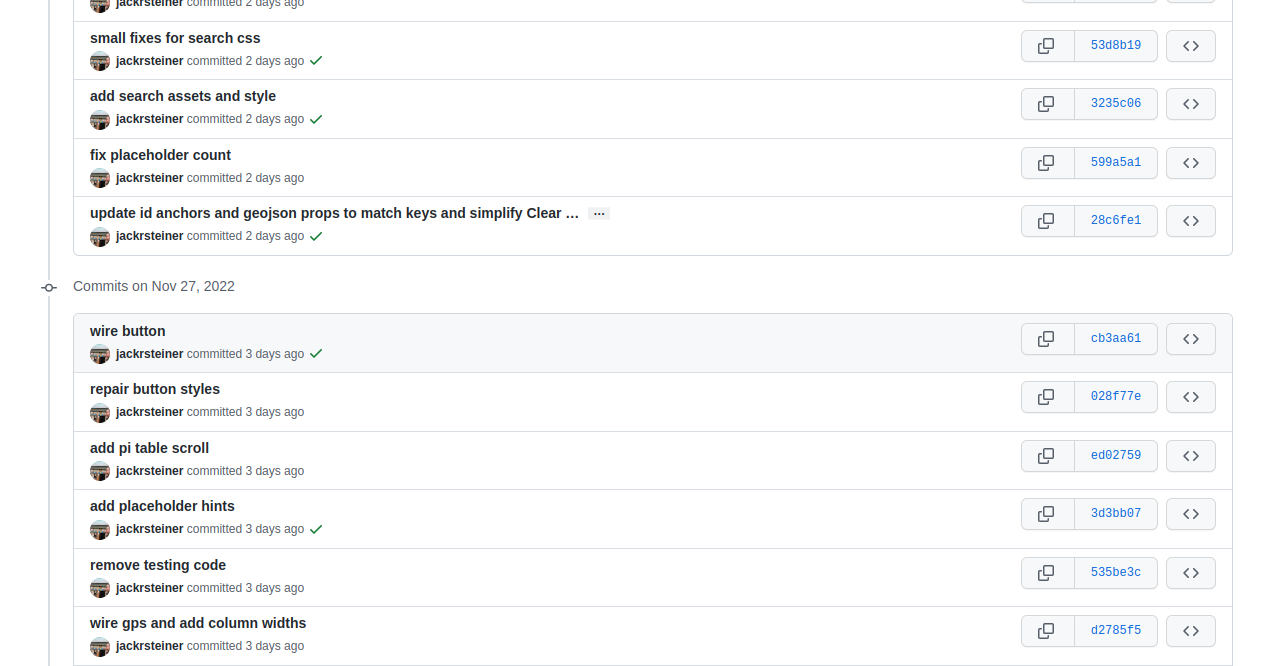 jackrsteiner committed 2 days ago
small fixes for search css
53d8b19
jackrsteiner committed 2 days ago
add search assets and style
3235c06
jackrsteiner committed 2 days ago
fix placeholder count
599a5a1
jackrsteiner committed 2 days ago
update id anchors and geojson props to match keys and simplify Clear … …
28c6fe1
jackrsteiner committed 2 days ago
Commits on Nov 27, 2022
wire button
cb3aa61
jackrsteiner committed 3 days ago
repair button styles
028f77e
jackrsteiner committed 3 days ago
add pi table scroll
ed02759
jackrsteiner committed 3 days ago
add placeholder hints
3d3bb07
jackrsteiner committed 3 days ago
remove testing code
535be3c
jackrsteiner committed 3 days ago
wire gps and add column widths
d2785f5
jackrsteiner committed 3 days ago